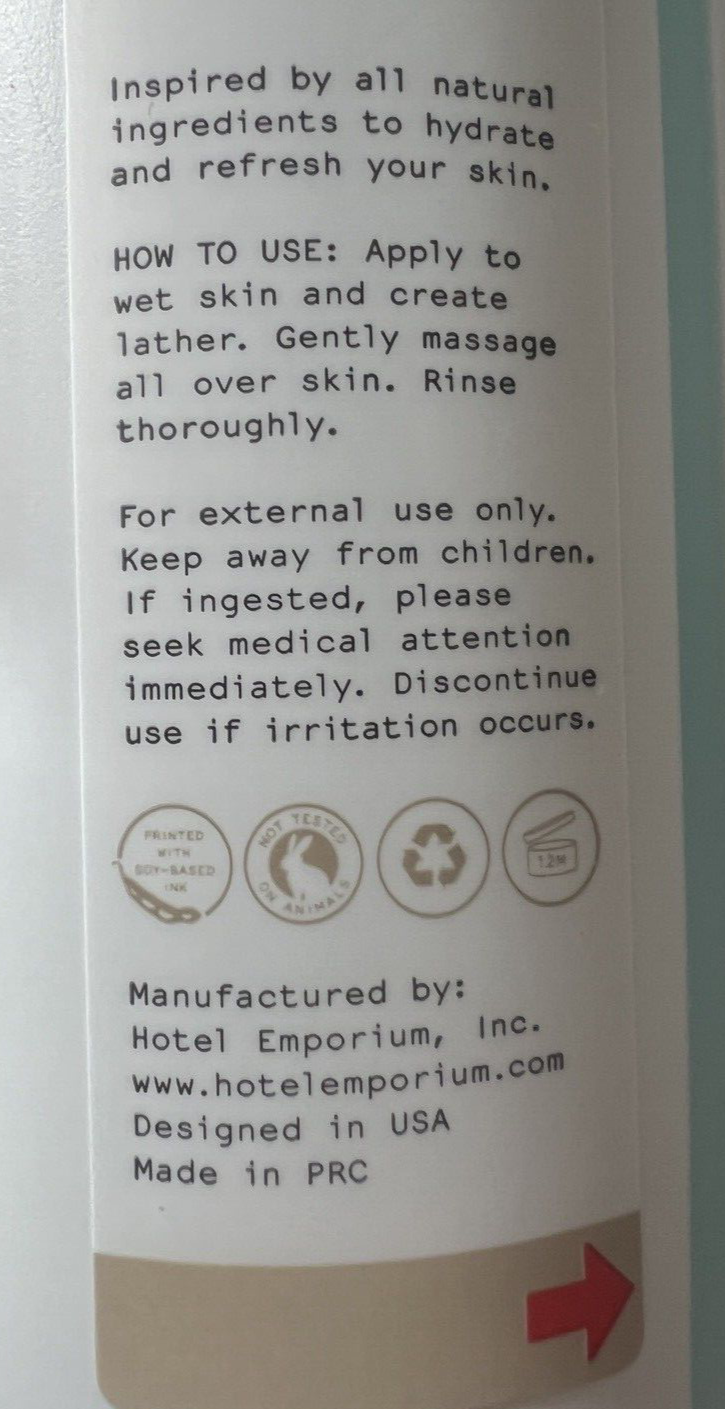 Inspired by all natural
ingredients to hydrate
and refresh your skin.
HOW TO USE: Apply to
wet skin and create
lather. Gently massage
all over skin. Rinse
thoroughly.
For external use only.
Keep away from children.
If ingested, please
seek medical attention
immediately. Discontinue
use if irritation occurs.
PRINTED
WITH
SOY-BASED
INK
NOT TESTED
ON ANIMALS
12M
Manufactured by:
Hotel Emporium, Inc.
www.hotelemporium.com
Designed in USA
Made in PRC